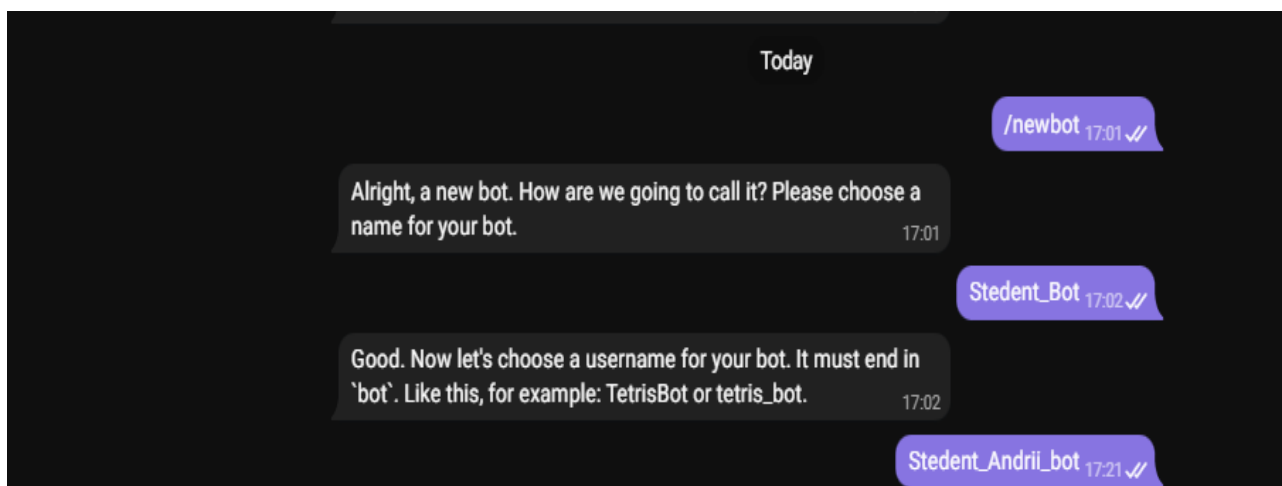 Today
/newbot 17:01
Alright, a new bot. How are we going to call it? Please choose a
name for your bot.
17:01
Stedent_Bot 17:02
Good. Now let's choose a username for your bot. It must end in
`bot`. Like this, for example: TetrisBot or tetris_bot.
17:02
Stedent_Andrii_bot 17:21